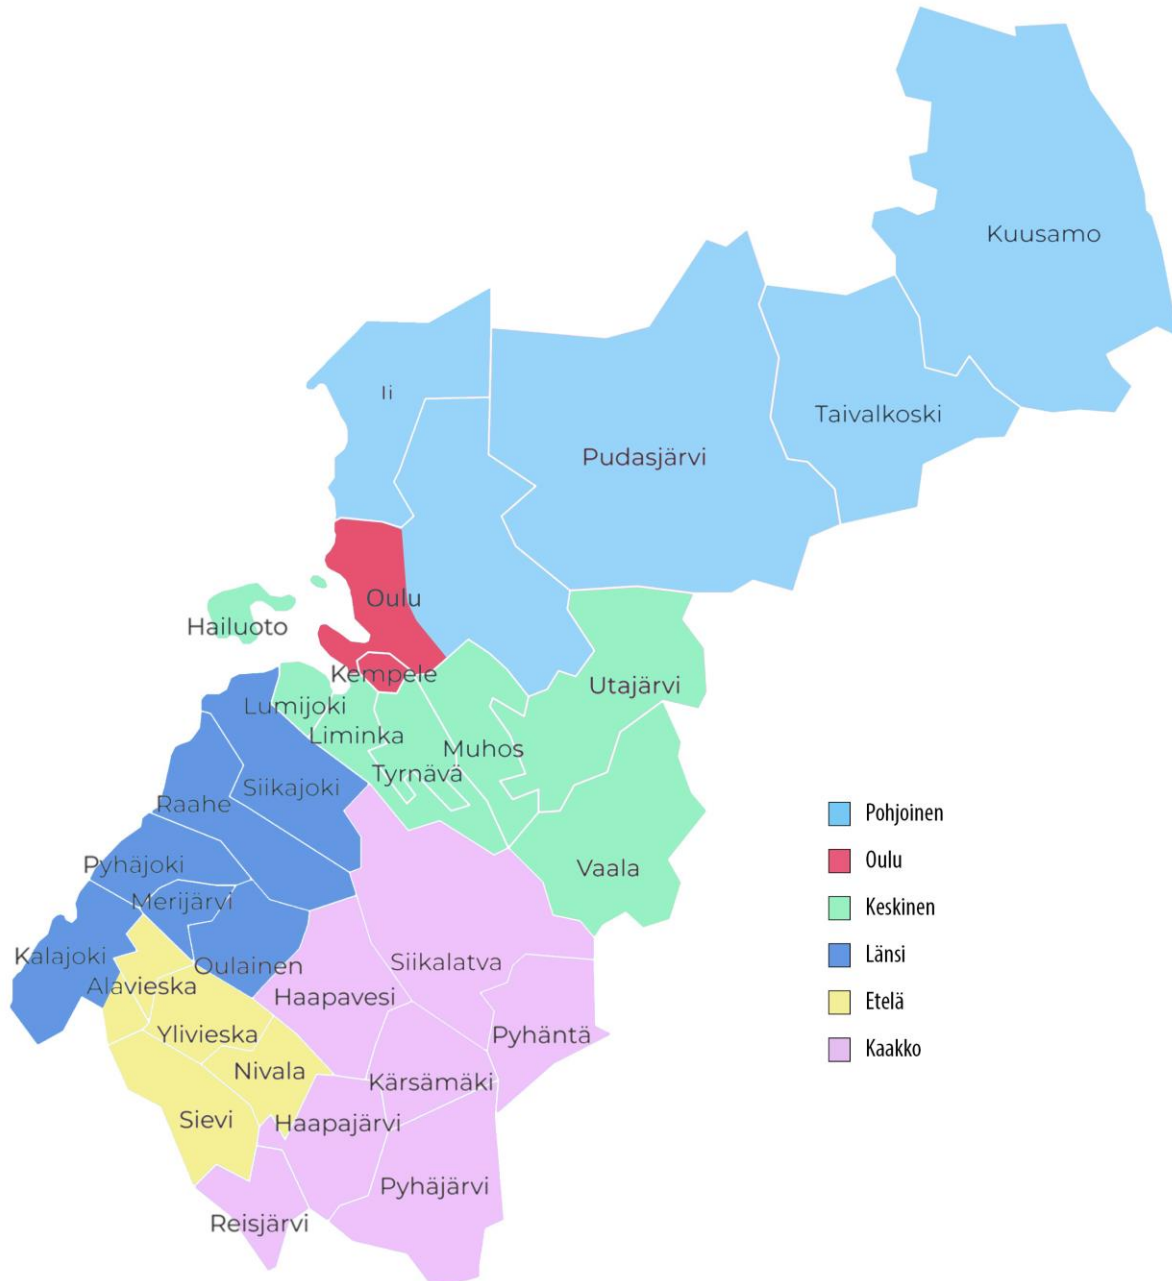 Kuusamo
Ii
Taivalkoski
Pudasjärvi
Oulu
Hailuoto
Kempele
Utajärvi
Lumijoki
Liminka
Muhos
Tyrnävä
Siikajoki
Raahe
Pyhäjoki
Vaala
Merijärvi
Kalajoki
Siikalatva
Oulainen
Alavieska
Haapavesi
Ylivieska
Pyhäntä
Nivala
Kärsämäki
Sievi
Haapajärvi
Pyhäjärvi
Reisjärvi
Pohjoinen
Oulu
Keskinen
Länsi
Etelä
Kaakko